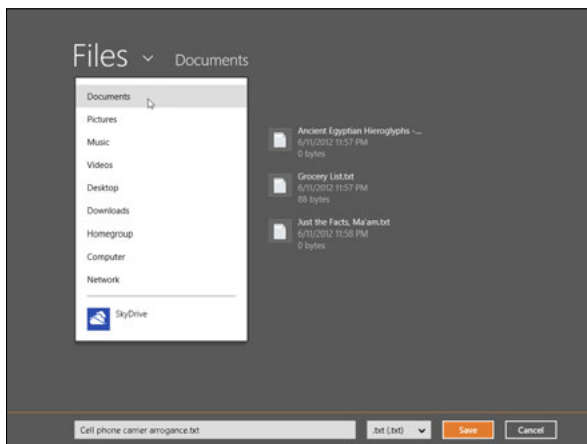 Files Documents
Documents
Pictures
Music
Videos
Desktop
Downloads
Homegroup
Computer
Network
SkyDrive
Ancient Egyptian Hieroglyphs -...
6/11/2012 11:57 PM
0 bytes
Grocery List.txt
6/11/2012 11:57 PM
88 bytes
Just the Facts, Ma'am.txt
6/11/2012 11:58 PM
0 bytes
Cell phone carrier arrogance.txt .txt (.txt) Save Cancel